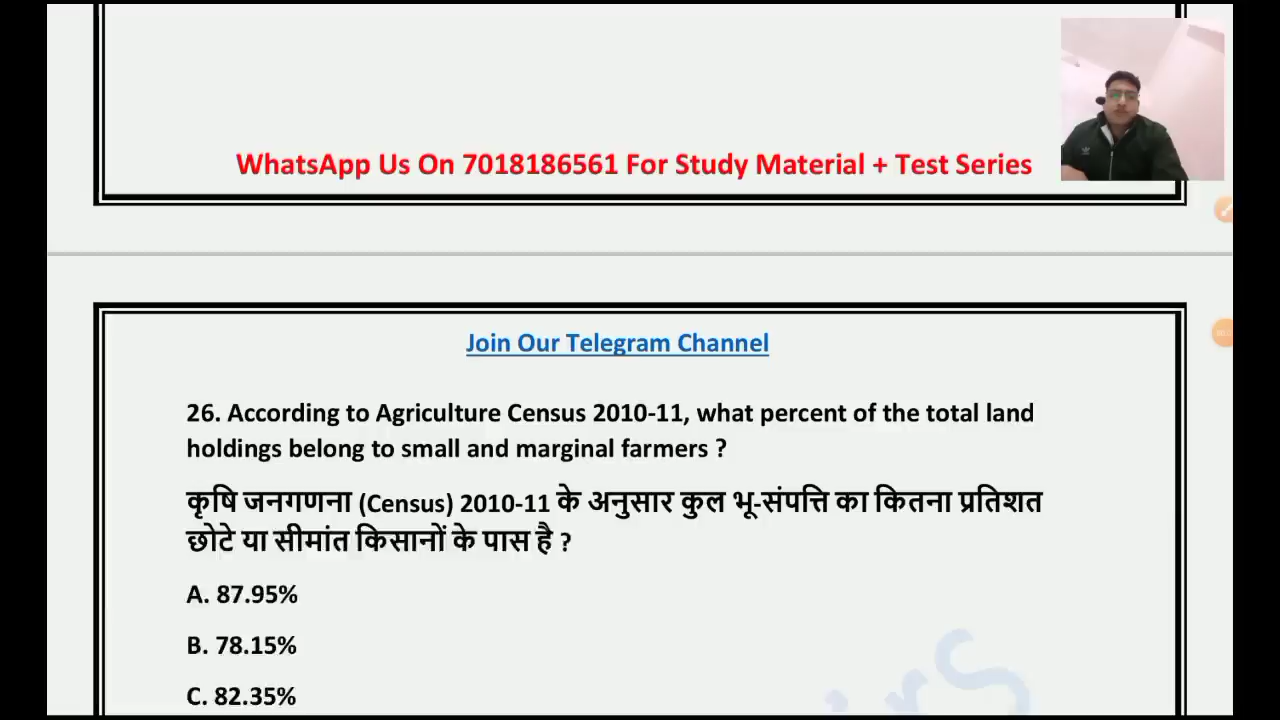 WhatsApp Us On 7018186561 For Study Material + Test Series
Join Our Telegram Channel
26. According to Agriculture Census 2010-11, what percent of the total land
holdings belong to small and marginal farmers ?
कृषि जनगणना (Census) 2010-11 के अनुसार कुल भू-संपत्ति का कितना प्रतिशत
छोटे या सीमांत किसानों के पास है ?
A. 87.95%
B. 78.15%
C. 82.35%